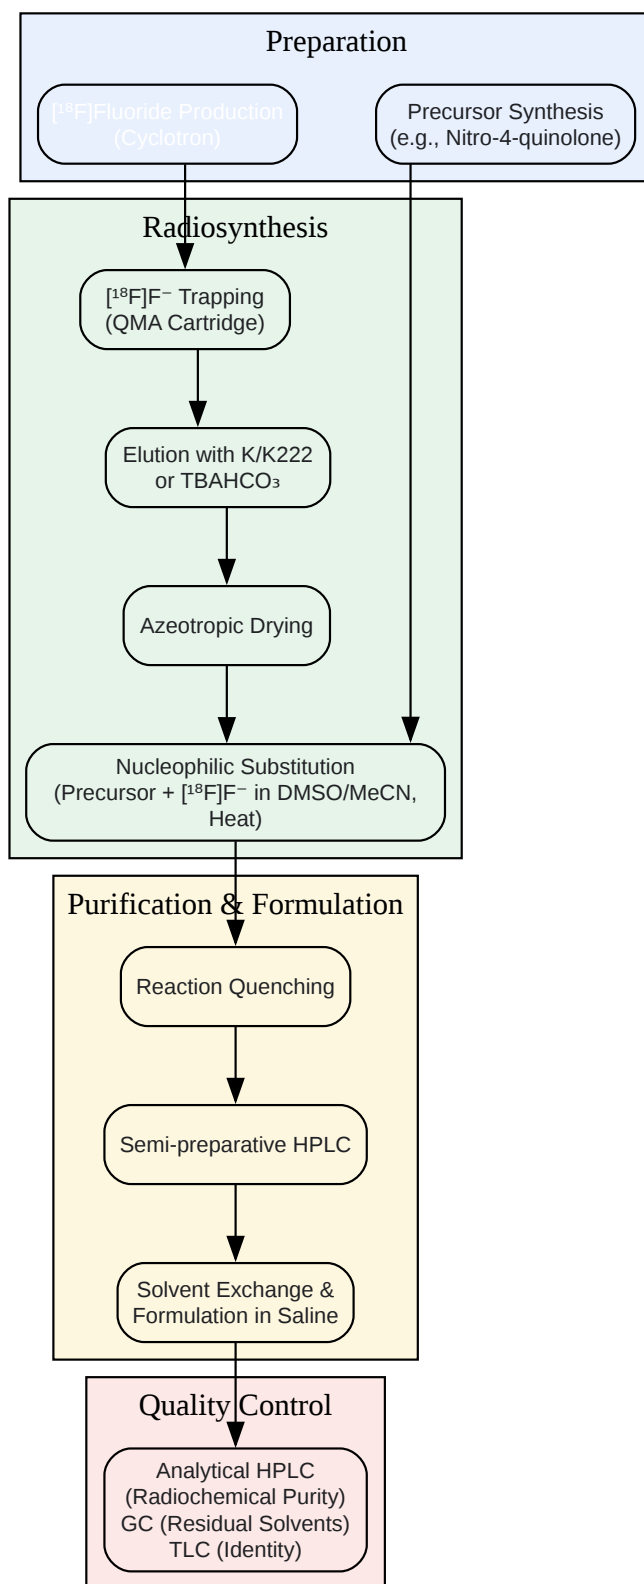 Preparation
[¹⁸F]Fluoride Production
(Cyclotron)
Precursor Synthesis
(e.g., Nitro-4-quinolone)
Radiosynthesis
[¹⁸F]F⁻ Trapping
(QMA Cartridge)
Elution with K/K222
or TBAHCO₃
Azeotropic Drying
Nucleophilic Substitution
(Precursor + [¹⁸F]F⁻ in DMSO/MeCN,
Heat)
Purification & Formulation
Reaction Quenching
Semi-preparative HPLC
Solvent Exchange &
Formulation in Saline
Quality Control
Analytical HPLC
(Radiochemical Purity)
GC (Residual Solvents)
TLC (Identity)